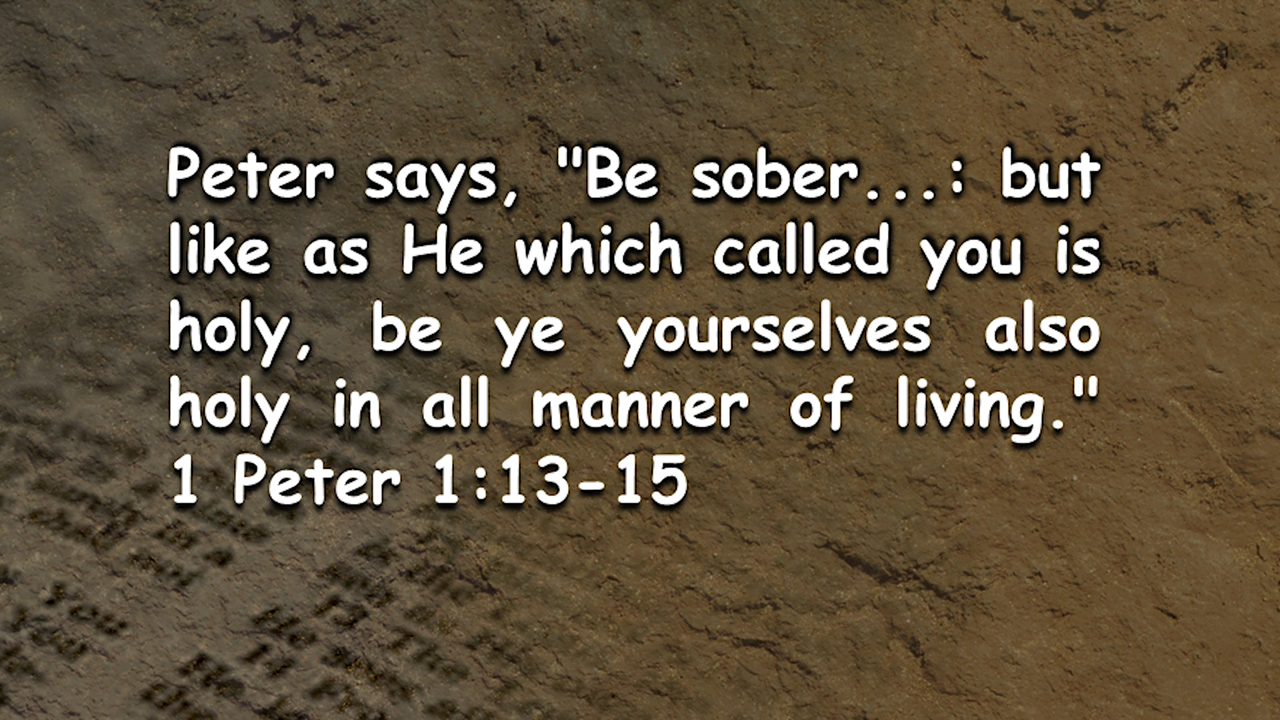 Peter says, "Be sober...: but
like as He which called you is
holy, be ye yourselves also
holy in all manner of living."
1 Peter 1:13-15